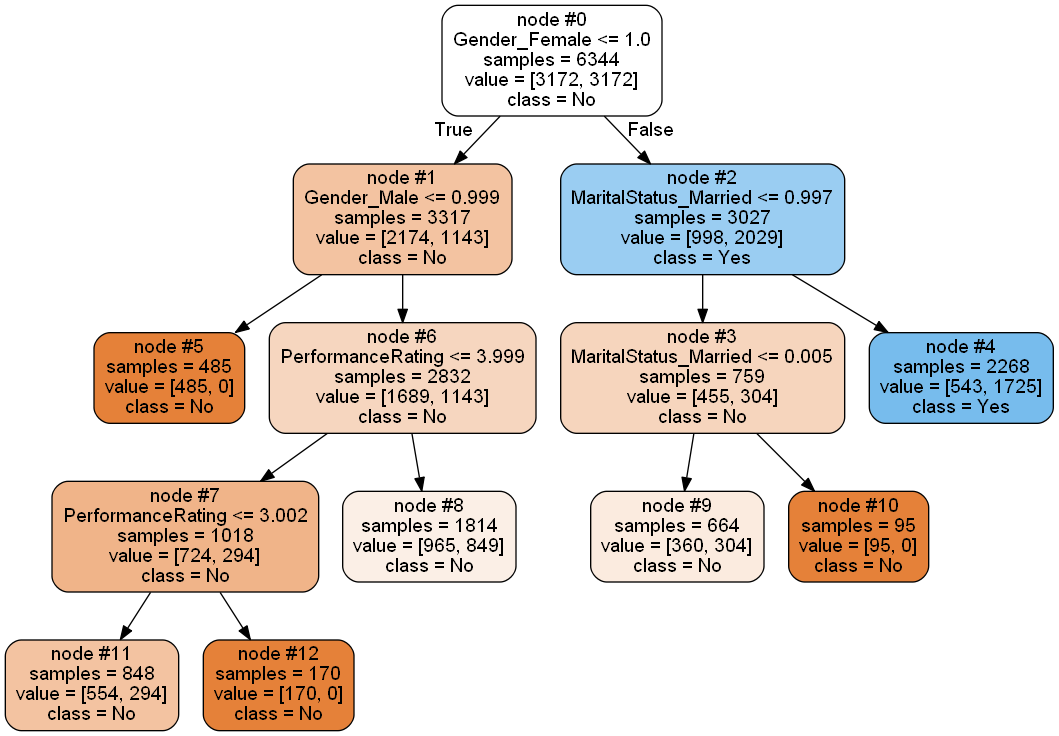 node #0
Gender_Female <= 1.0
samples = 6344
value = [3172, 3172]
class = No
True
False
node #1
Gender_Male <= 0.999
samples = 3317
value = [2174, 1143]
class = No
node #2
MaritalStatus_Married <= 0.997
samples = 3027
value = [998, 2029]
class = Yes
node #5
samples = 485
value = [485, 0]
class = No
node #6
PerformanceRating <= 3.999
samples = 2832
value = [1689, 1143]
class = No
node #3
MaritalStatus_Married <= 0.005
samples = 759
value = [455, 304]
class = No
node #4
samples = 2268
value = [543, 1725]
class = Yes
node #7
PerformanceRating <= 3.002
samples = 1018
value = [724, 294]
class = No
node #8
samples = 1814
value = [965, 849]
class = No
node #9
samples = 664
value = [360, 304]
class = No
node #10
samples = 95
value = [95, 0]
class = No
node #11
samples = 848
value = [554, 294]
class = No
node #12
samples = 170
value = [170, 0]
class = No